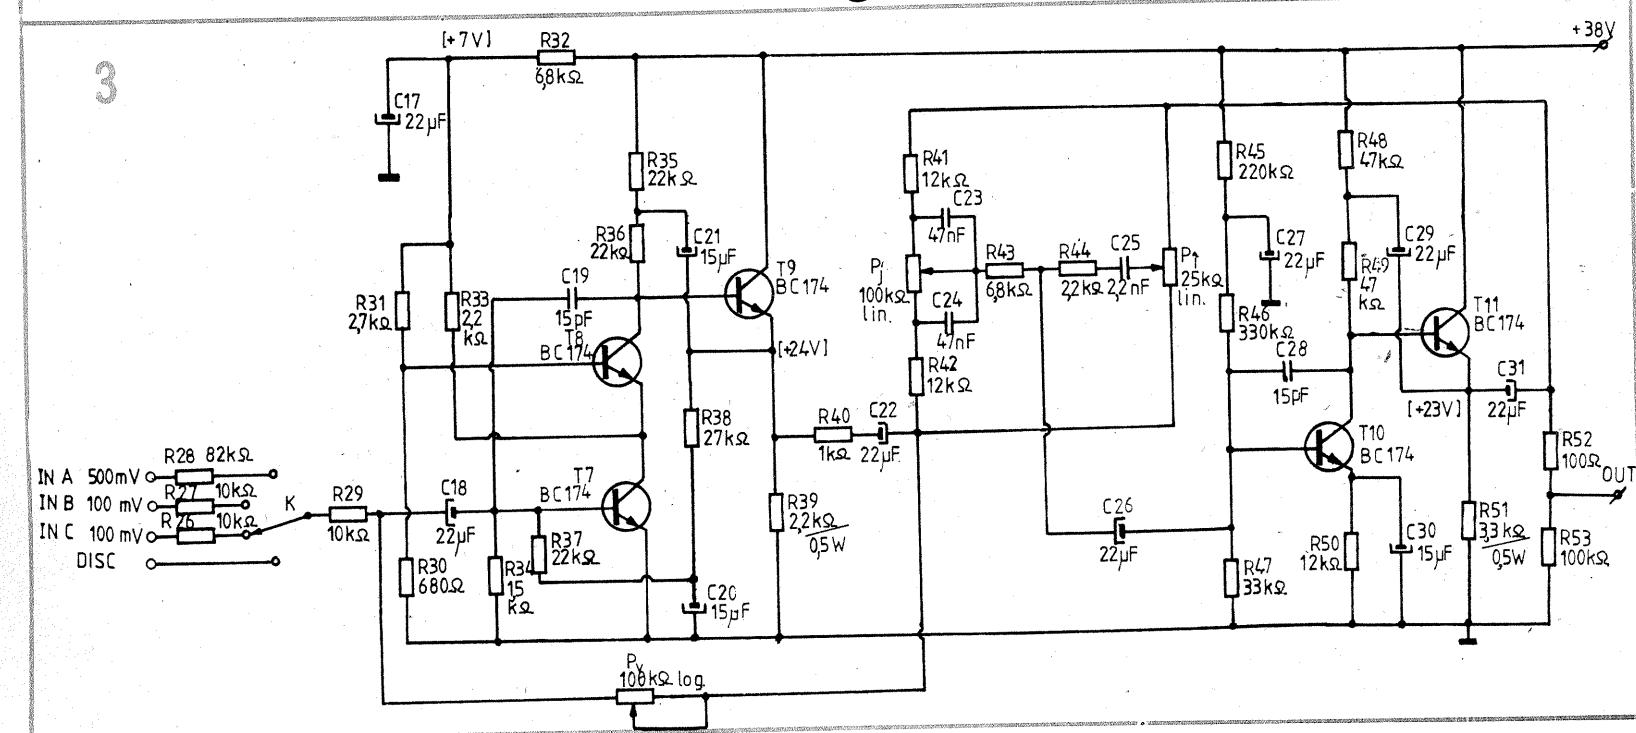 3
[+7V]
R32
6,8kΩ
+38V
C17
22µF
R35
22kΩ
R36
22kΩ
C21
15µF
T9
BC174
C19
15pF
R31
2,7kΩ
R33
2,2
kΩ
T8
BC174
[+24V]
R41
12kΩ
C23
47nF
Pj
100kΩ
lin.
C24
47nF
R42
12kΩ
R43
6,8kΩ
R44
2,2kΩ
C25
2,2nF
P↑
25kΩ
lin.
R45
220kΩ
C27
22µF
R46
330kΩ
C28
15pF
R48
47kΩ
C29
22µF
R49
47
kΩ
T11
BC174
C31
22µF
[+23V]
T10
BC174
R52
100Ω
OUT
R38
27kΩ
R40
1kΩ
C22
22µF
R28 82kΩ
IN A 500mV
R27 10kΩ
IN B 100 mV
R26 10kΩ
IN C 100 mV
DISC
K
R29
10kΩ
C18
22µF
T7
BC174
R37
22kΩ
R30
680Ω
R34
1,5
kΩ
C20
15µF
R39
2,2kΩ
0,5W
C26
22µF
R47
33kΩ
R50
12kΩ
C30
15µF
R51
3,3kΩ
0,5W
R53
100kΩ
Pv
100kΩ log.